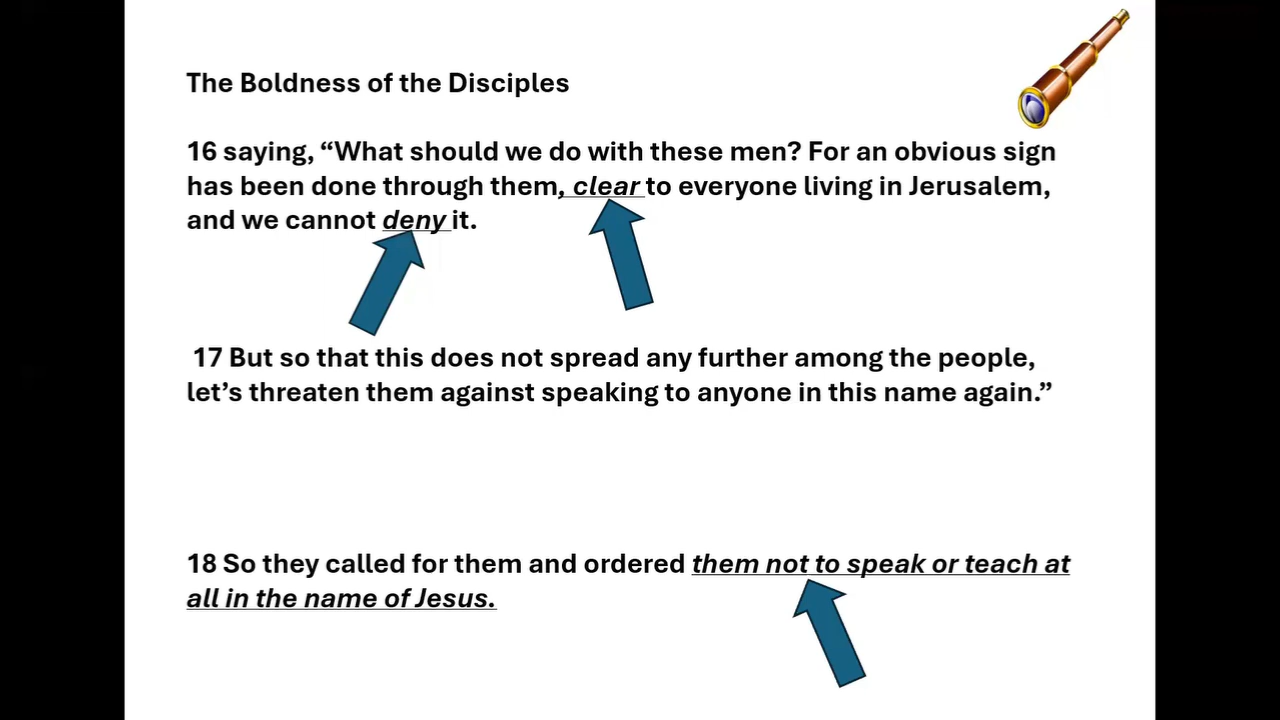 The Boldness of the Disciples
16 saying, “What should we do with these men? For an obvious sign
has been done through them, clear to everyone living in Jerusalem,
and we cannot deny it.
17 But so that this does not spread any further among the people,
let’s threaten them against speaking to anyone in this name again.”
18 So they called for them and ordered them not to speak or teach at
all in the name of Jesus.